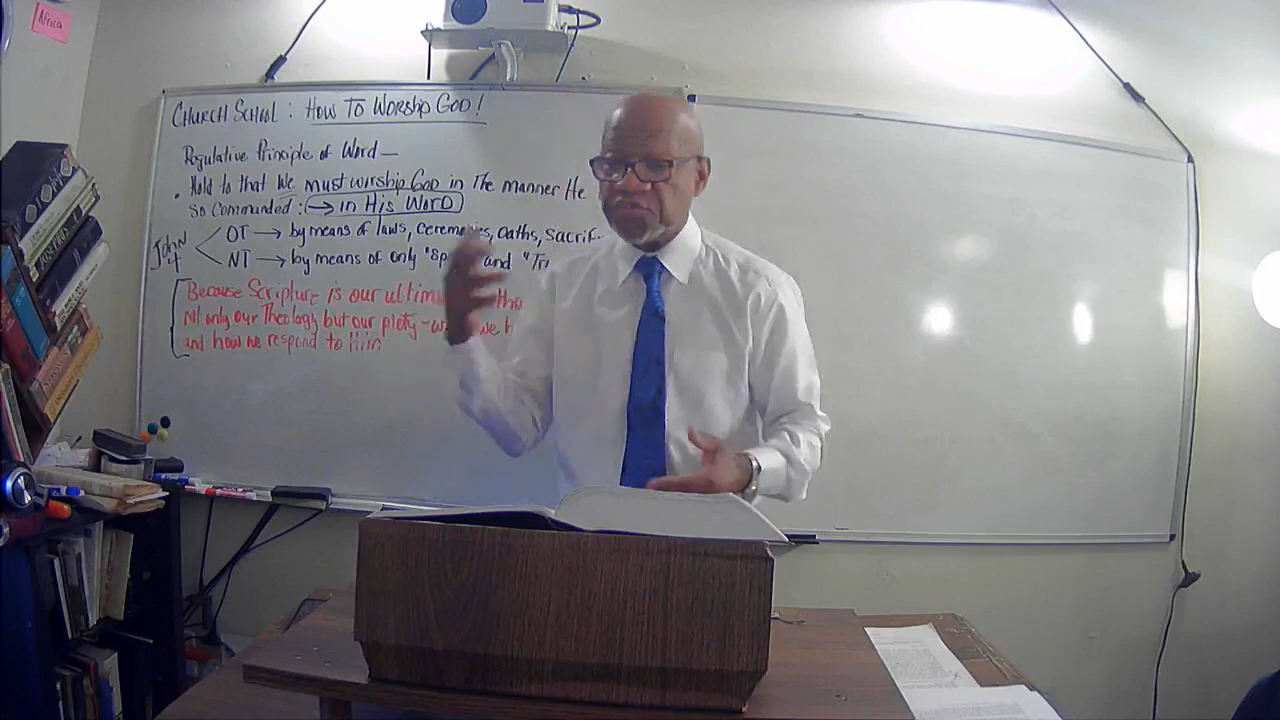 Africa
CHURCH SCHOOL : HOW TO WORSHIP GOD!
Regulative Principle of Word —
• Hold to that We must worship God in The manner He
So Commanded : → in His WORD
John 4
OT → by means of laws, ceremonies, Oaths, Sacrif
NT → by means of only "Sp and "Tr
Because Scripture is our ultim tho
Nt only our Theology but our piety - we h
and how we respond to Him